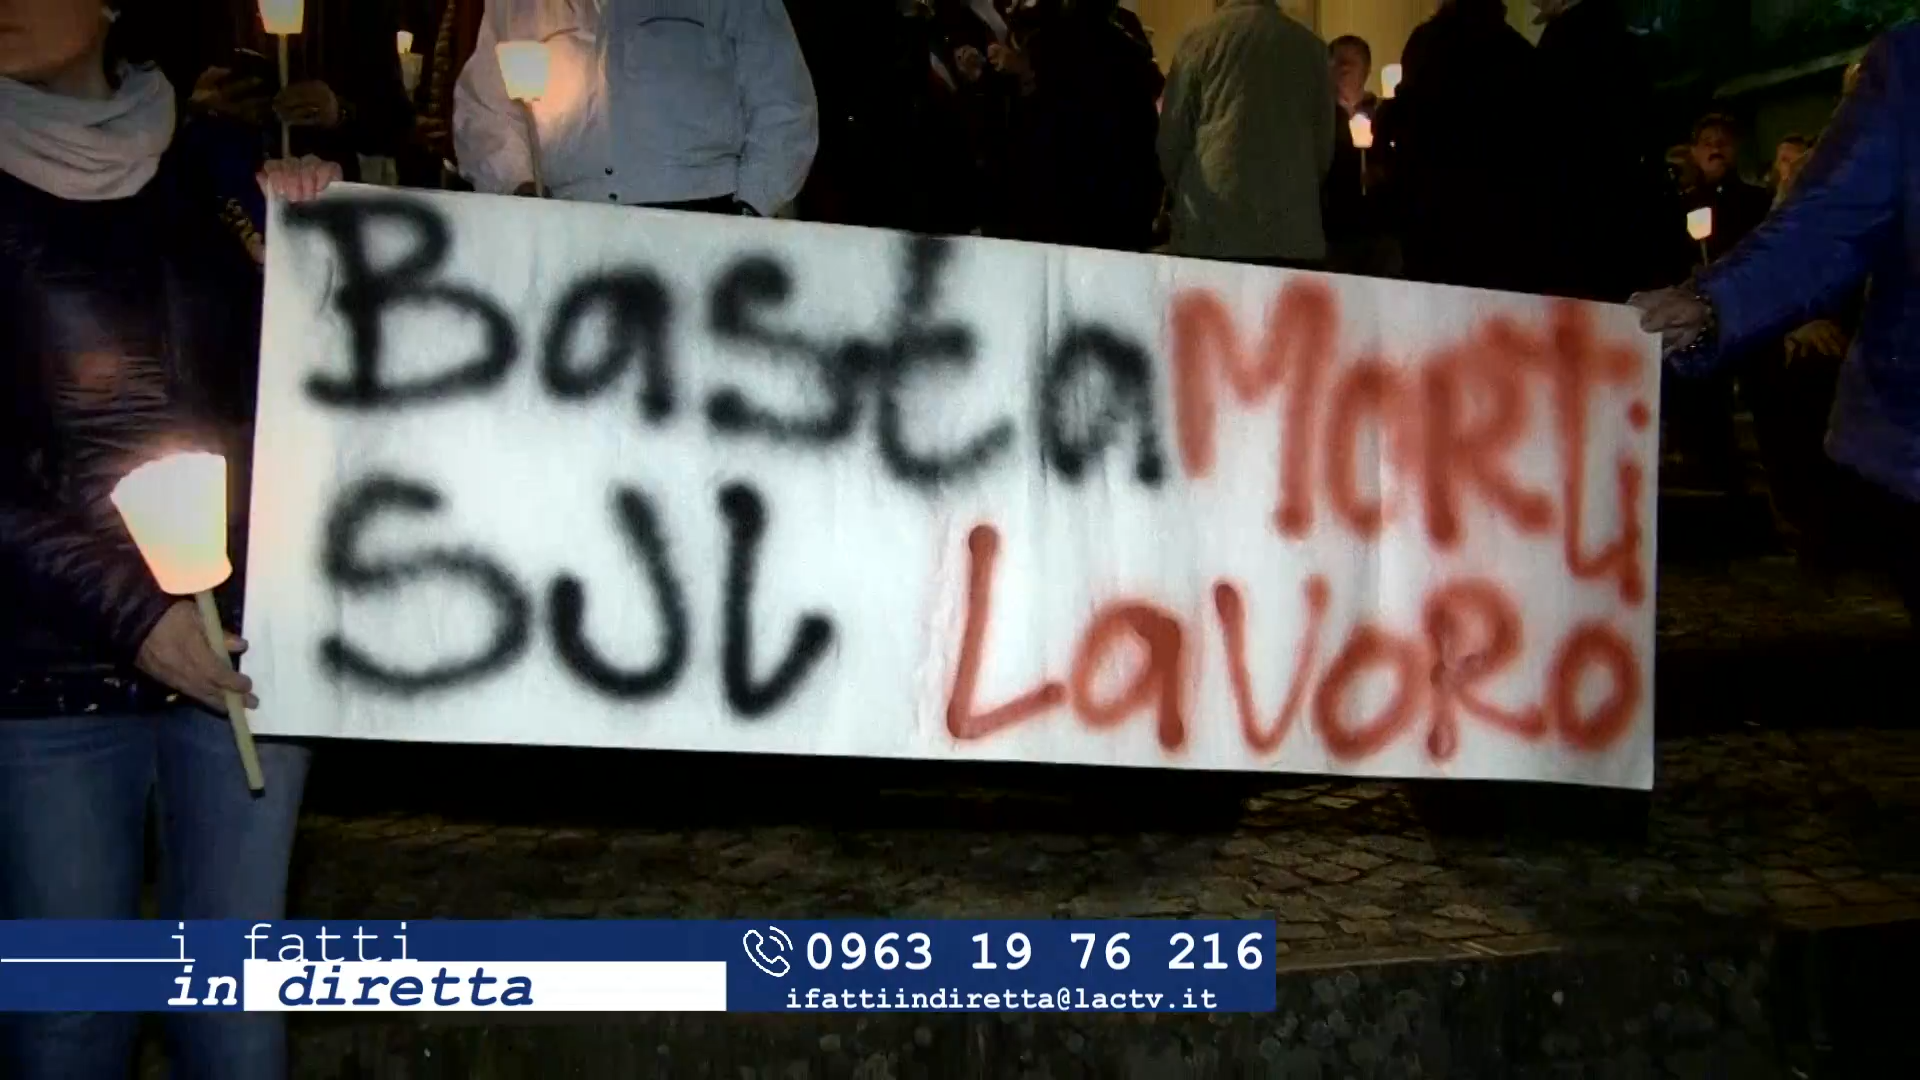 Basta Morti
Sul Lavoro
i fatti
in diretta
0963 19 76 216
ifattiindiretta@lactv.it